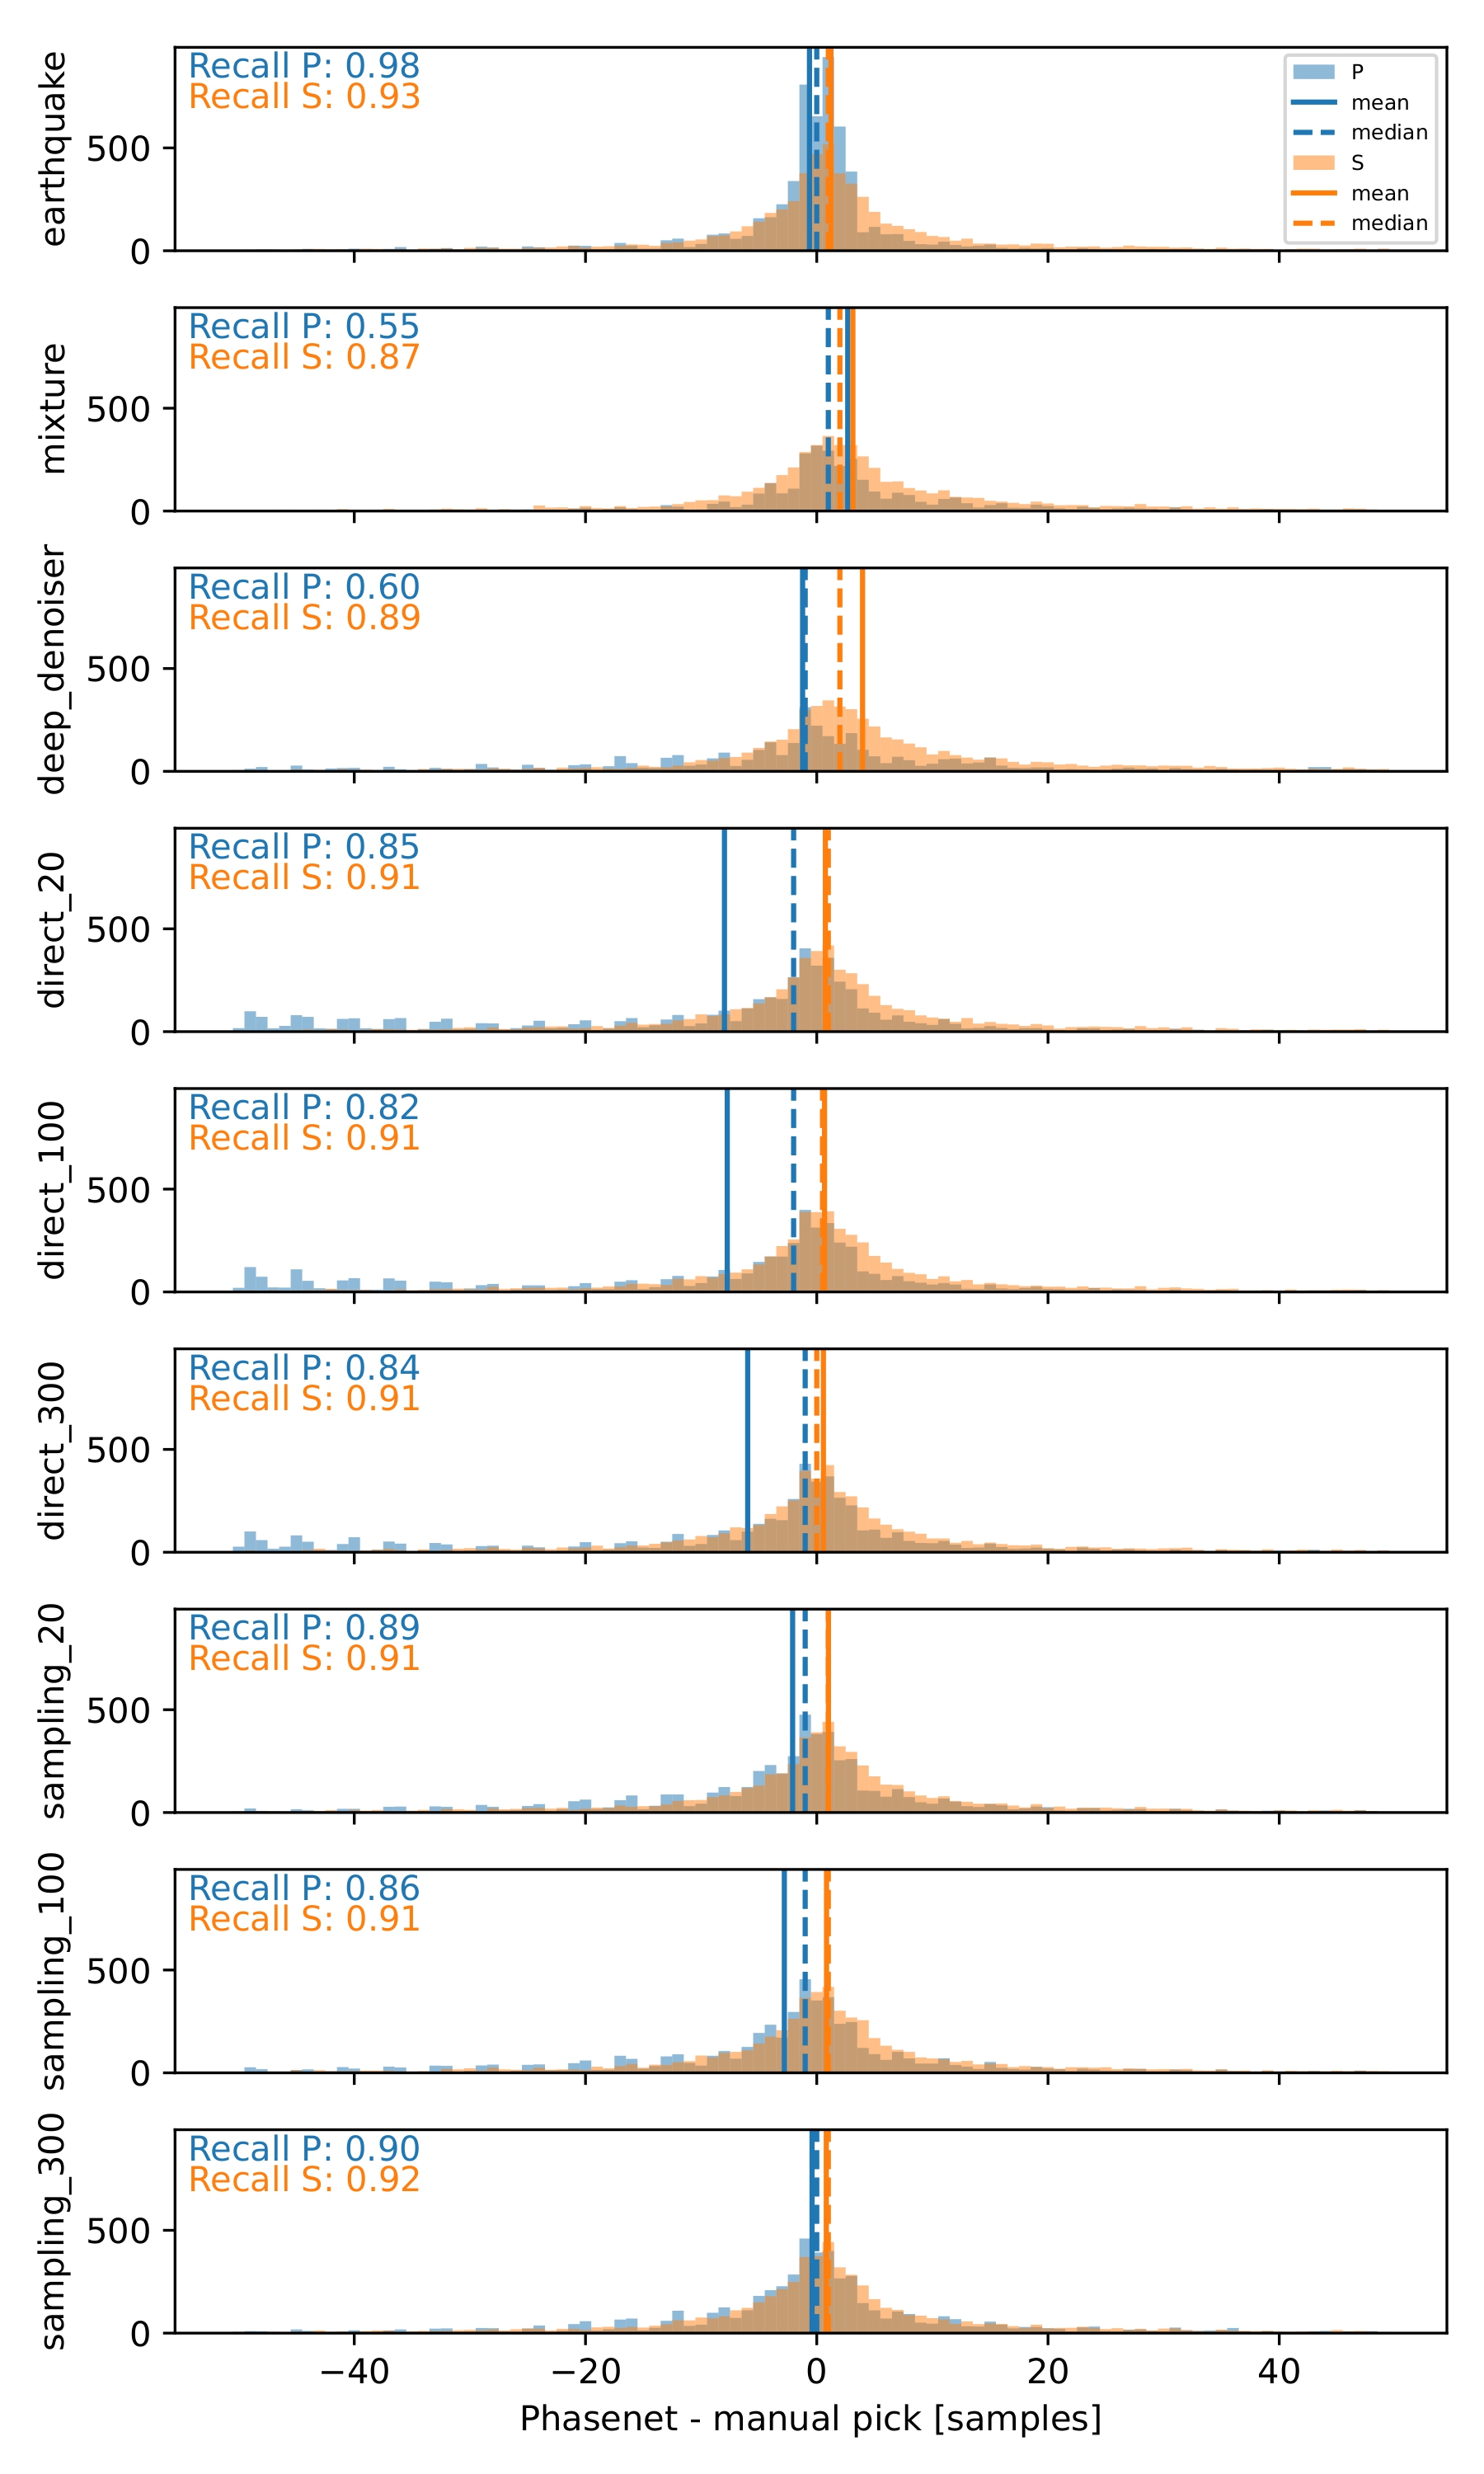 earthquake
Recall P: 0.98
Recall S: 0.93
500
0
P
mean
median
S
mean
median
mixture
Recall P: 0.55
Recall S: 0.87
500
0
deep_denoiser
Recall P: 0.60
Recall S: 0.89
500
0
direct_20
Recall P: 0.85
Recall S: 0.91
500
0
direct_100
Recall P: 0.82
Recall S: 0.91
500
0
direct_300
Recall P: 0.84
Recall S: 0.91
500
0
sampling_20
Recall P: 0.89
Recall S: 0.91
500
0
sampling_100
Recall P: 0.86
Recall S: 0.91
500
0
sampling_300
Recall P: 0.90
Recall S: 0.92
500
0
−40 −20 0 20 40
Phasenet - manual pick [samples]